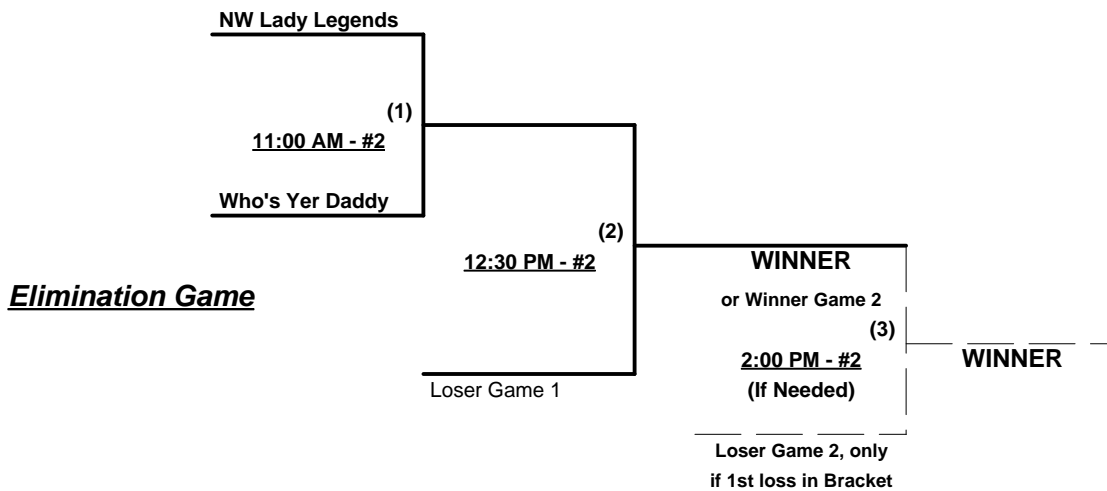 NW Lady Legends
(1)
11:00 AM - #2
Who's Yer Daddy
(2)
12:30 PM - #2
WINNER
Elimination Game
or Winner Game 2
(3)
2:00 PM - #2
WINNER
(If Needed)
Loser Game 1
Loser Game 2, only
if 1st loss in Bracket